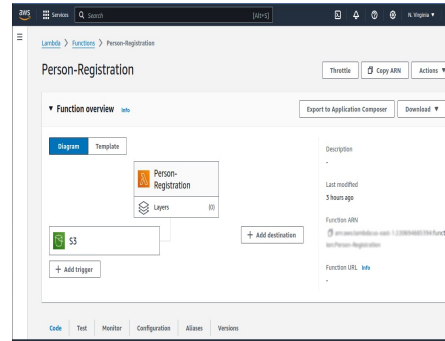 aws
Services
Search
[Alt+S]
N. Virginia
Lambda > Functions > Person-Registration
Person-Registration
Throttle
Copy ARN
Actions
Function overview Info
Export to Application Composer
Download
Diagram
Template
Person-
Registration
Layers
(0)
S3
+ Add destination
+ Add trigger
Description
-
Last modified
3 hours ago
Function ARN
Function URL Info
-
Code
Test
Monitor
Configuration
Aliases
Versions